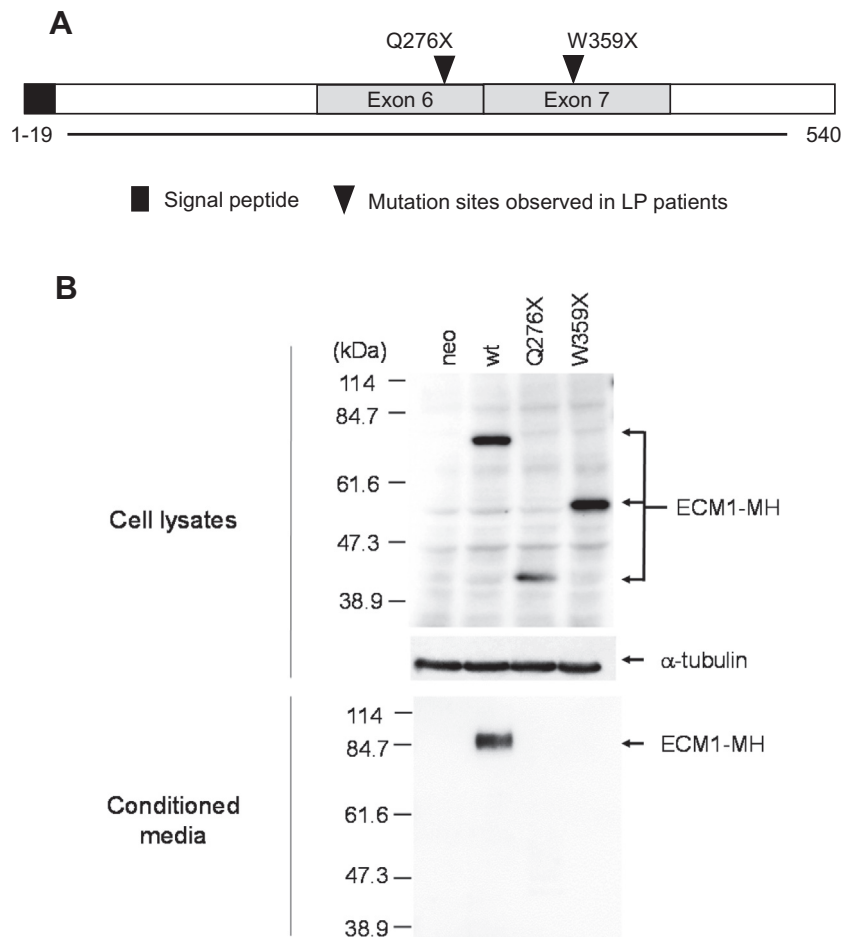 A
Q276X W359X
Exon 6 Exon 7
1-19 540
Signal peptide Mutation sites observed in LP patients
B
neo wt Q276X W359X
(kDa)
114
84.7
61.6
Cell lysates
ECM1-MH
47.3
38.9
α-tubulin
114
84.7
ECM1-MH
Conditioned
media
61.6
47.3
38.9